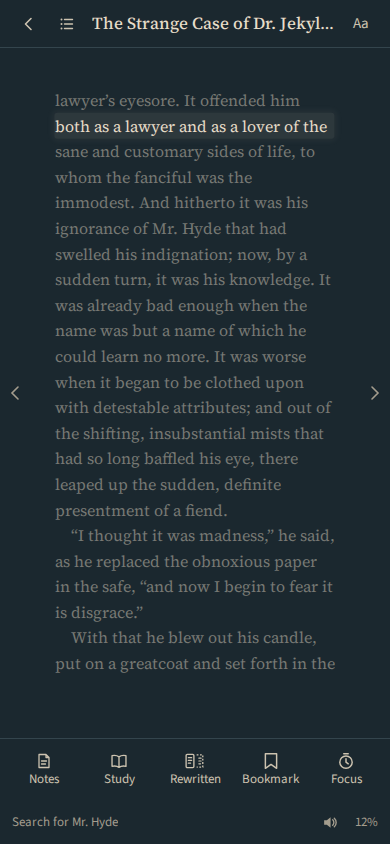 The Strange Case of Dr. Jekyl...
Aa
lawyer’s eyesore. It offended him
both as a lawyer and as a lover of the
sane and customary sides of life, to
whom the fanciful was the
immodest. And hitherto it was his
ignorance of Mr. Hyde that had
swelled his indignation; now, by a
sudden turn, it was his knowledge. It
was already bad enough when the
name was but a name of which he
could learn no more. It was worse
when it began to be clothed upon
with detestable attributes; and out of
the shifting, insubstantial mists that
had so long baffled his eye, there
leaped up the sudden, definite
presentment of a fiend.
“I thought it was madness,” he said,
as he replaced the obnoxious paper
in the safe, “and now I begin to fear it
is disgrace.”
With that he blew out his candle,
put on a greatcoat and set forth in the
Notes
Study
Rewritten
Bookmark
Focus
Search for Mr. Hyde
12%